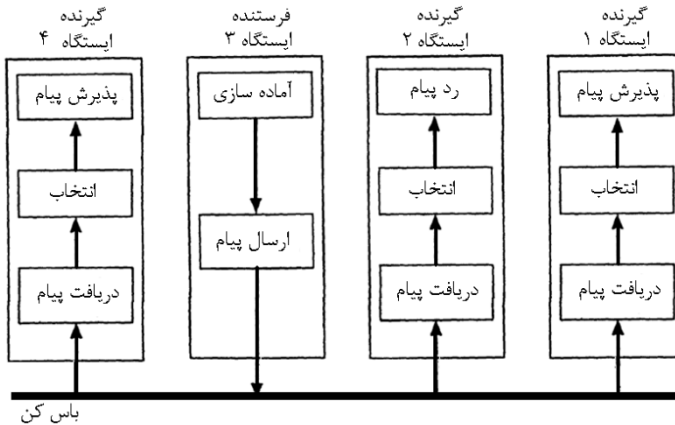 گیرنده
ایستگاه ۱
پذیرش پیام
انتخاب
دریافت پیام
گیرنده
ایستگاه ۲
رد پیام
انتخاب
دریافت پیام
فرستنده
ایستگاه ۳
آماده سازی
ارسال پیام
گیرنده
ایستگاه ۴
پذیرش پیام
انتخاب
دریافت پیام
باس کن